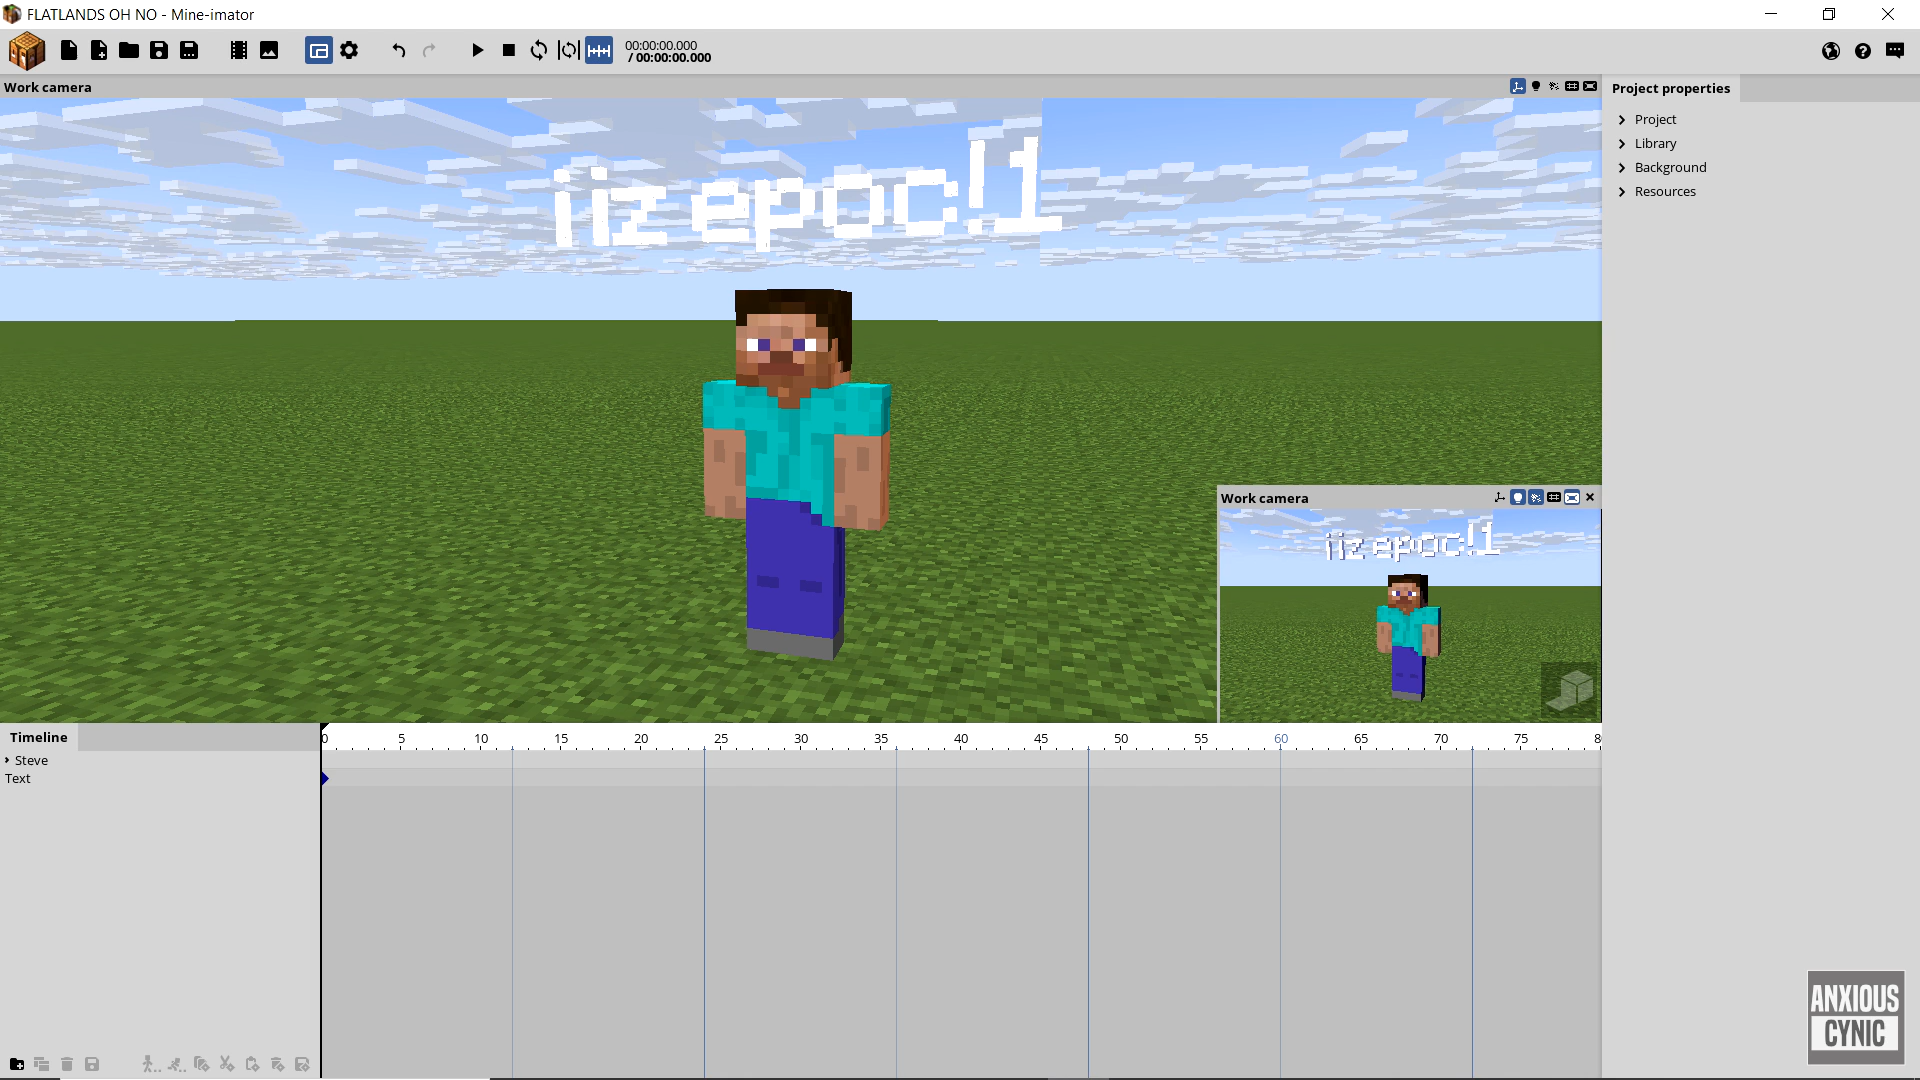 FLATLANDS OH NO - Mine-imator
00:00:00.000
/ 00:00:00.000
Work camera
Project properties
Project
Library
Background
Resources
iiz epoc!1
Work camera
iiz epoc!1
Timeline
0 5 10 15 20 25 30 35 40 45 50 55 60 65 70 75 8
Steve
Text
ANXIOUS
CYNIC